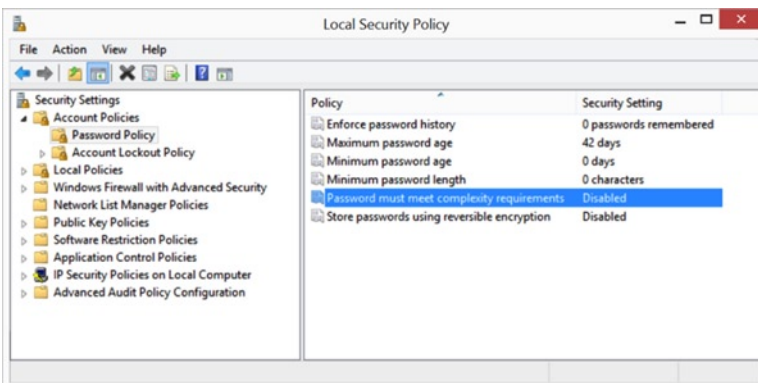 Local Security Policy
File Action View Help
Security Settings
Account Policies
Password Policy
Account Lockout Policy
Local Policies
Windows Firewall with Advanced Security
Network List Manager Policies
Public Key Policies
Software Restriction Policies
Application Control Policies
IP Security Policies on Local Computer
Advanced Audit Policy Configuration
Policy Security Setting
Enforce password history 0 passwords remembered
Maximum password age 42 days
Minimum password age 0 days
Minimum password length 0 characters
Password must meet complexity requirements Disabled
Store passwords using reversible encryption Disabled